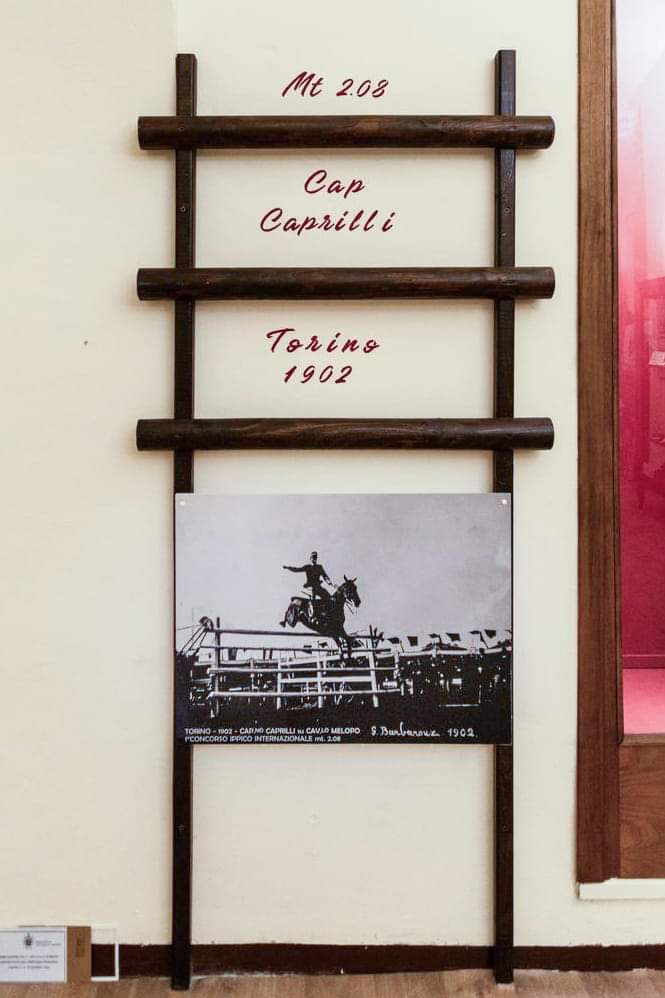 Mt 2.08
Cap
Caprilli
Torino
1902
TORINO - 1902 - CAP.NO CAPRILLI SU CAV.LO MELOPO
1° CONCORSO IPPICO INTERNAZIONALE mt. 2.08
G. Barbaroux 1902.